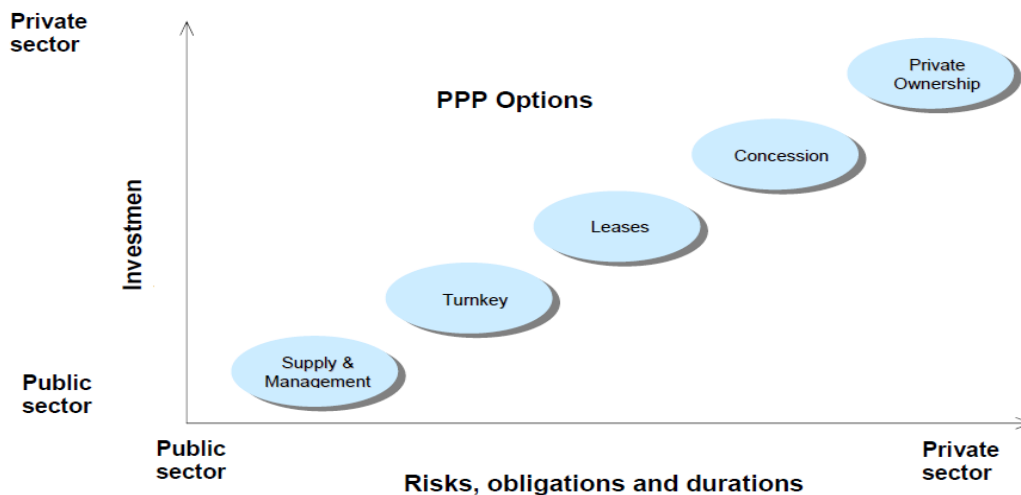 Private
sector
PPP Options
Private
Ownership
Concession
Leases
Turnkey
Supply &
Management
Investmen
Public
sector
Public
sector
Private
sector
Risks, obligations and durations